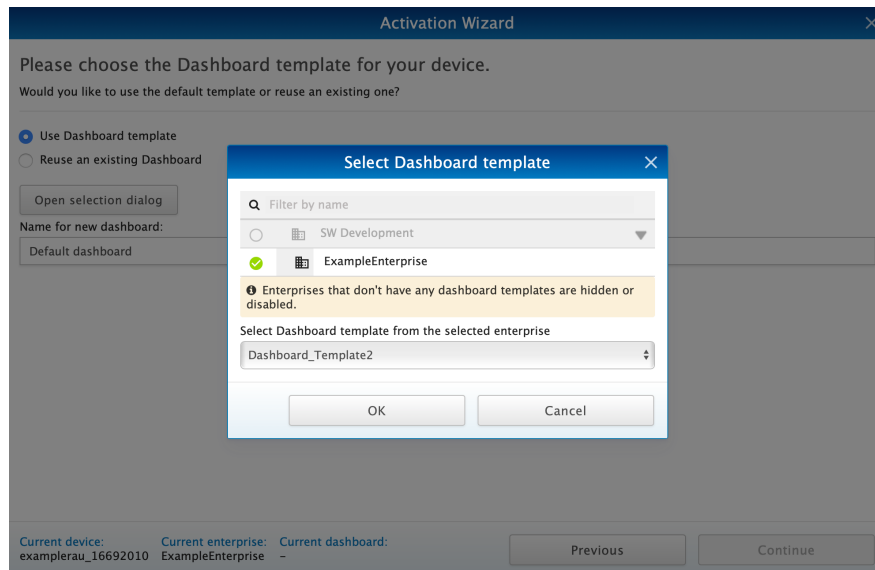 Activation Wizard
Please choose the Dashboard template for your device.
Would you like to use the default template or reuse an existing one?
Use Dashboard template
Reuse an existing Dashboard
Open selection dialog
Name for new dashboard:
Default dashboard
Select Dashboard template
Filter by name
SW Development
ExampleEnterprise
Enterprises that don't have any dashboard templates are hidden or
disabled.
Select Dashboard template from the selected enterprise
Dashboard_Template2
OK Cancel
Current device: Current enterprise: Current dashboard:
examplerau_16692010 ExampleEnterprise –
Previous Continue